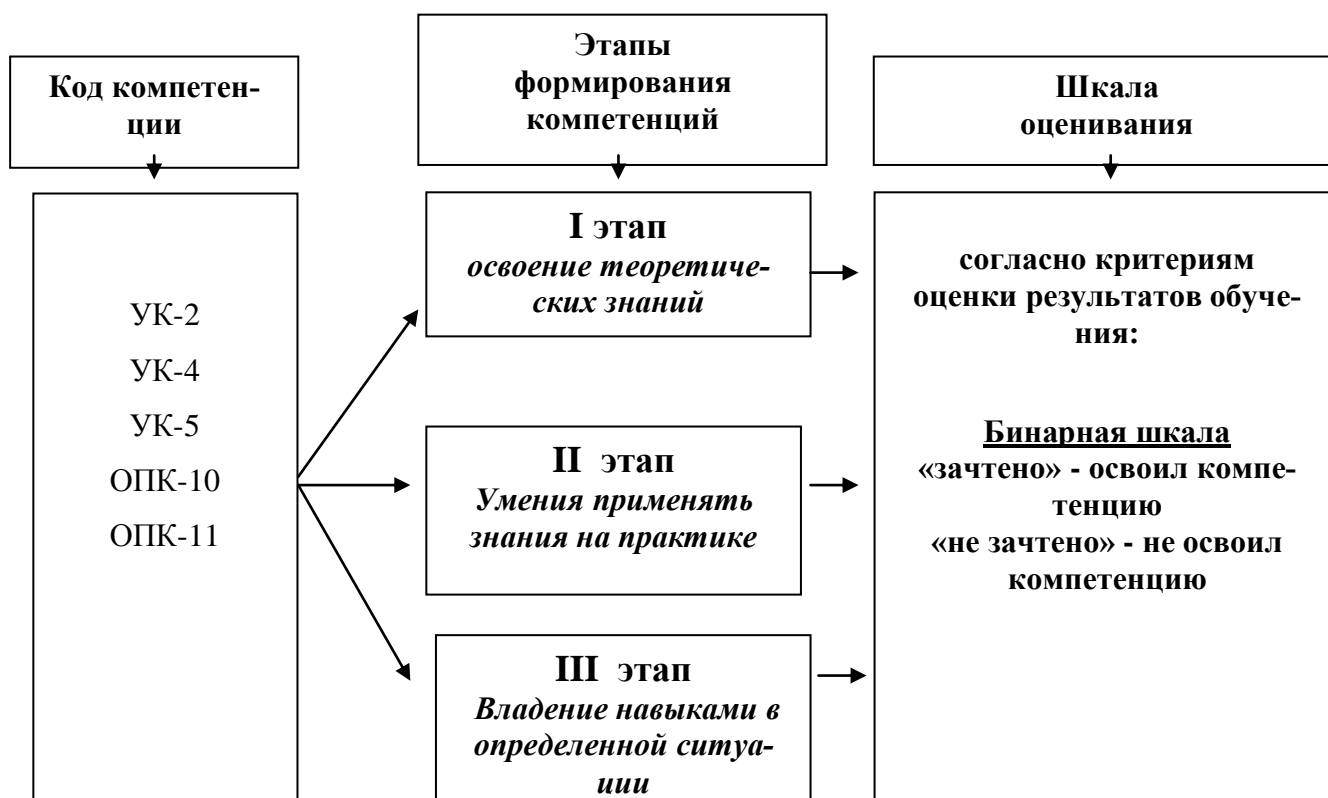 Код компетен-
ции
Этапы
формирования
компетенций
Шкала
оценивания
УК-2
УК-4
УК-5
ОПК-10
ОПК-11
I этап
освоение теоретиче-
ских знаний
II этап
Умения применять
знания на практике
III этап
Владение навыками в
определенной ситуа-
ции
согласно критериям
оценки результатов обуче-
ния:
Бинарная шкала
«зачтено» - освоил компе-
тенцию
«не зачтено» - не освоил
компетенцию